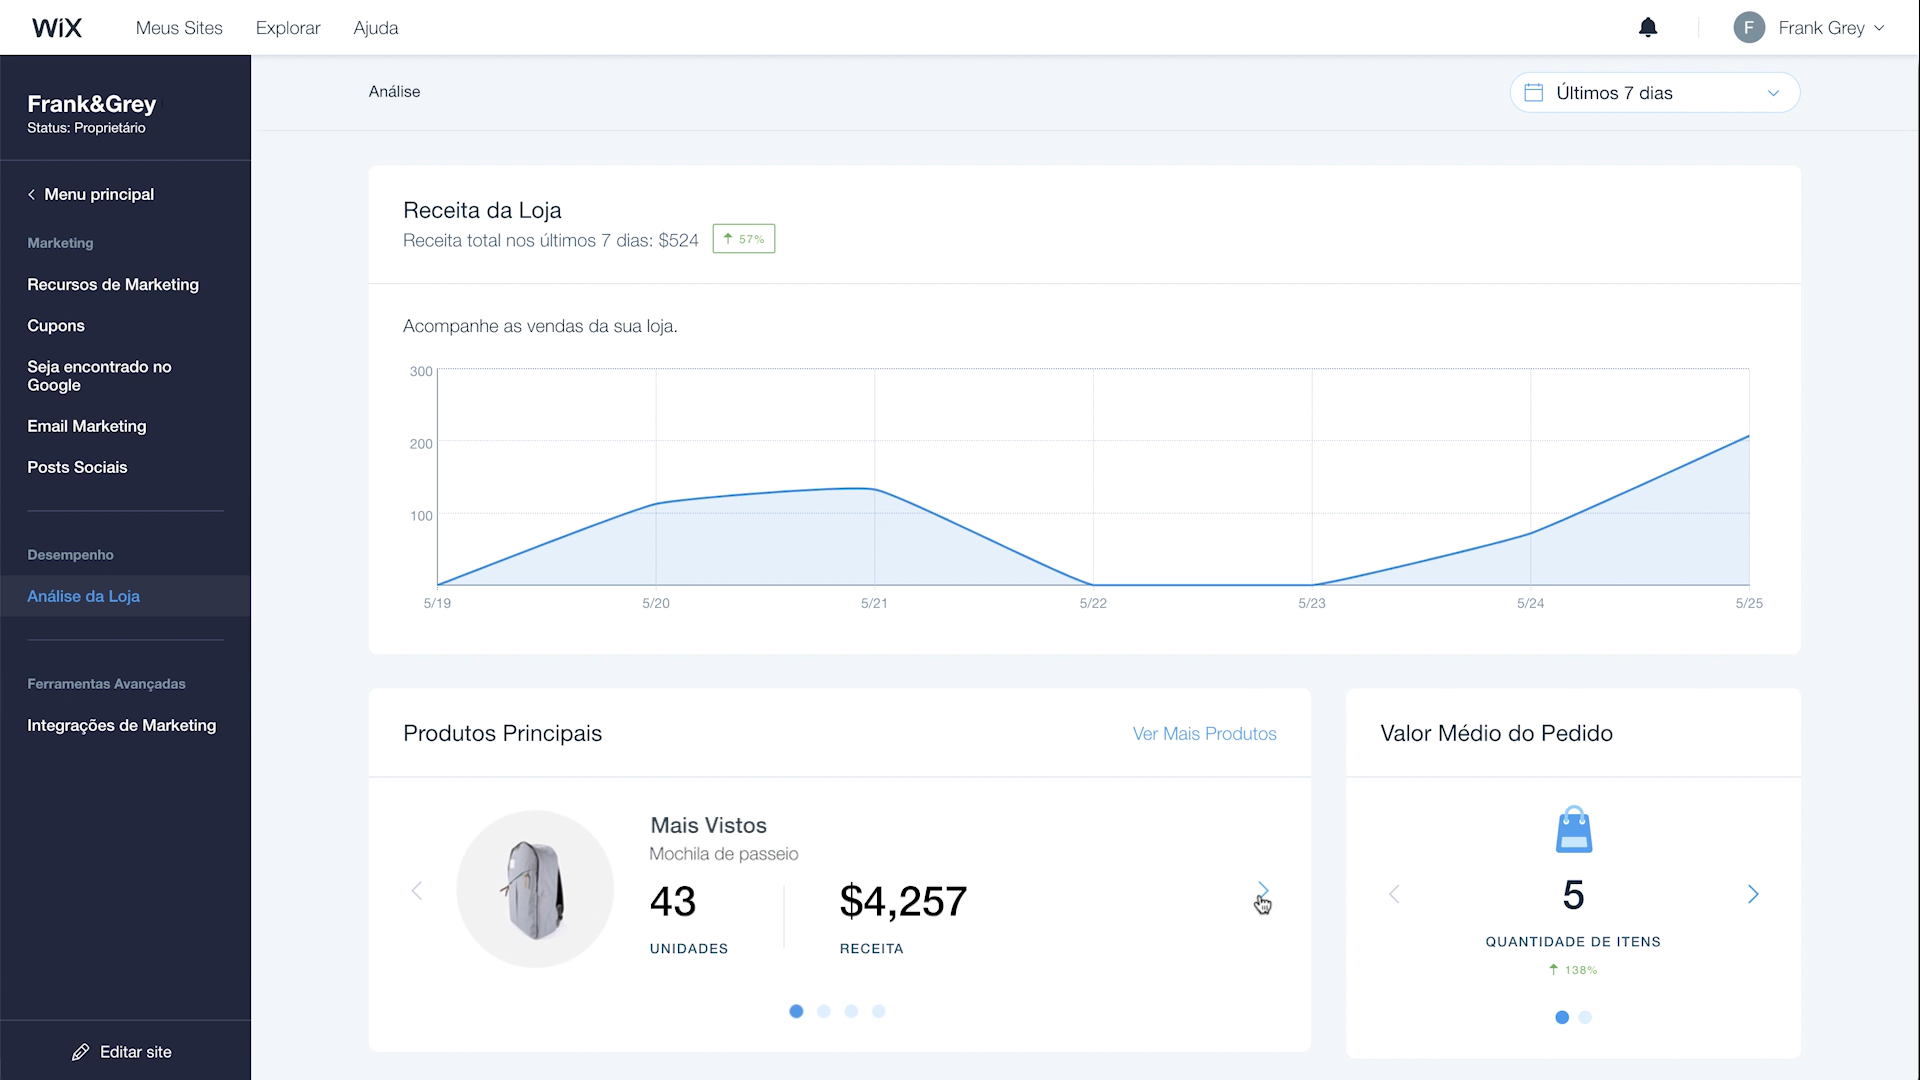 WiX
Meus Sites
Explorar
Ajuda
F
Frank Grey
Frank&Grey
Status: Proprietário
Menu principal
Marketing
Recursos de Marketing
Cupons
Seja encontrado no
Google
Email Marketing
Posts Sociais
Desempenho
Análise da Loja
Ferramentas Avançadas
Integrações de Marketing
Editar site
Análise
Últimos 7 dias
Receita da Loja
Receita total nos últimos 7 dias: $524
57%
Acompanhe as vendas da sua loja.
300
200
100
5/19
5/20
5/21
5/22
5/23
5/24
5/25
Produtos Principais
Ver Mais Produtos
Mais Vistos
Mochila de passeio
43
UNIDADES
$4,257
RECEITA
Valor Médio do Pedido
5
QUANTIDADE DE ITENS
138%